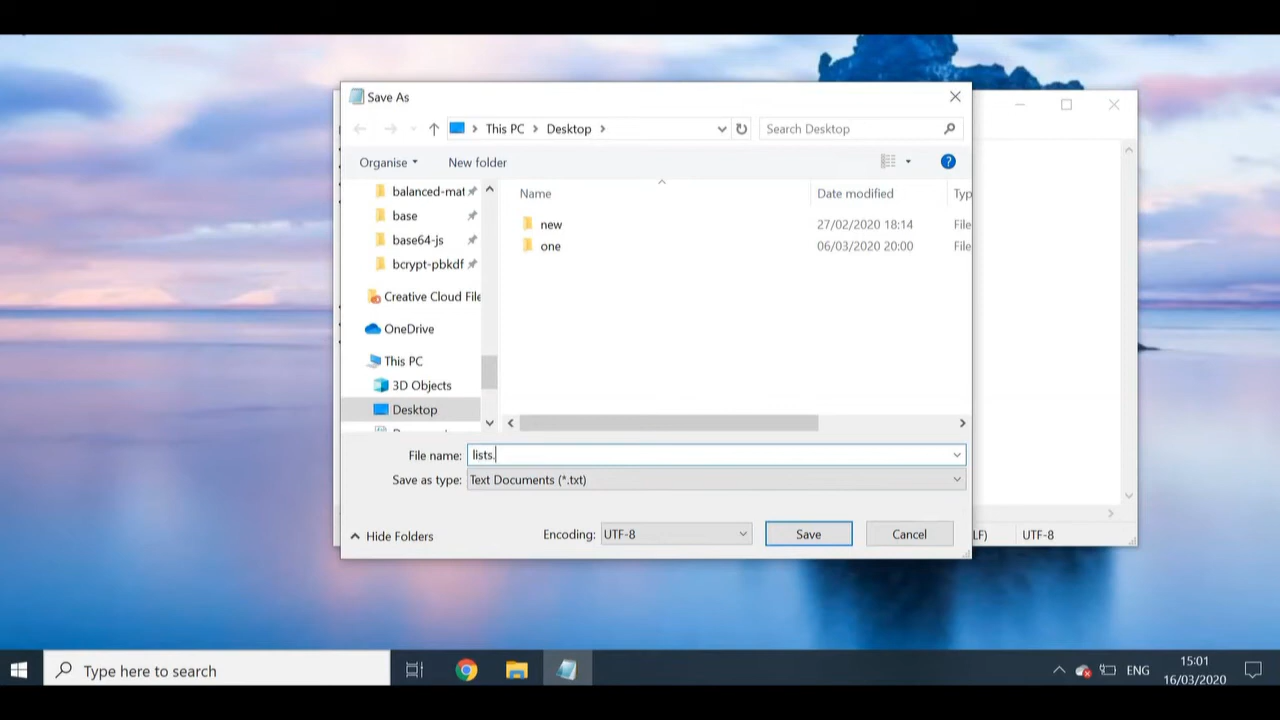 Save As
This PC
Desktop
Search Desktop
Organise
New folder
?
Name
Date modified
Typ
balanced-mat
base
base64-js
bcrypt-pbkdf
Creative Cloud File
OneDrive
This PC
3D Objects
Desktop
new 27/02/2020 18:14 File
one 06/03/2020 20:00 File
File name: lists.
Save as type: Text Documents (*.txt)
Hide Folders
Encoding: UTF-8
Save
Cancel
LF)
UTF-8
Type here to search
ENG
15:01
16/03/2020